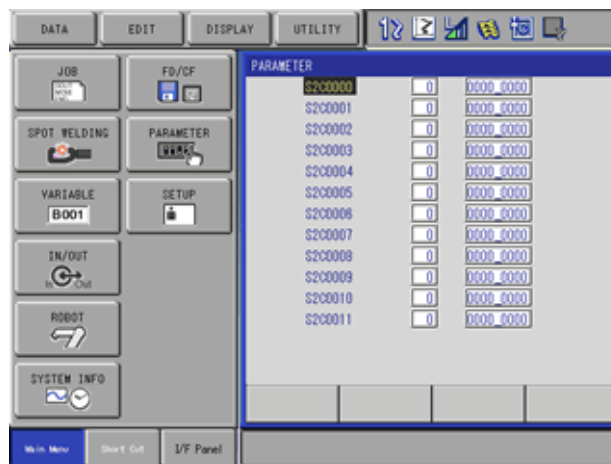 DATA EDIT DISPLAY UTILITY
JOB
FD/CF
SPOT WELDING
PARAMETER
VARIABLE
B001
SETUP
IN/OUT
In Out
ROBOT
SYSTEM INFO
PARAMETER
S2C0000 0 0000_0000
S2C0001 0 0000_0000
S2C0002 0 0000_0000
S2C0003 0 0000_0000
S2C0004 0 0000_0000
S2C0005 0 0000_0000
S2C0006 0 0000_0000
S2C0007 0 0000_0000
S2C0008 0 0000_0000
S2C0009 0 0000_0000
S2C0010 0 0000_0000
S2C0011 0 0000_0000
Main Menu Short Cut I/F Panel